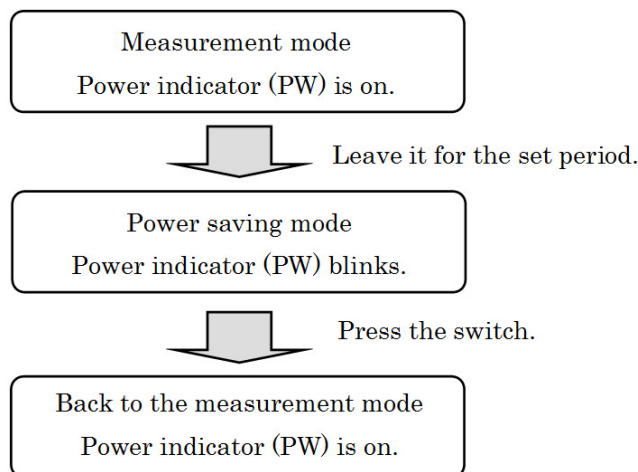 Measurement mode
Power indicator (PW) is on.
Leave it for the set period.
Power saving mode
Power indicator (PW) blinks.
Press the switch.
Back to the measurement mode
Power indicator (PW) is on.